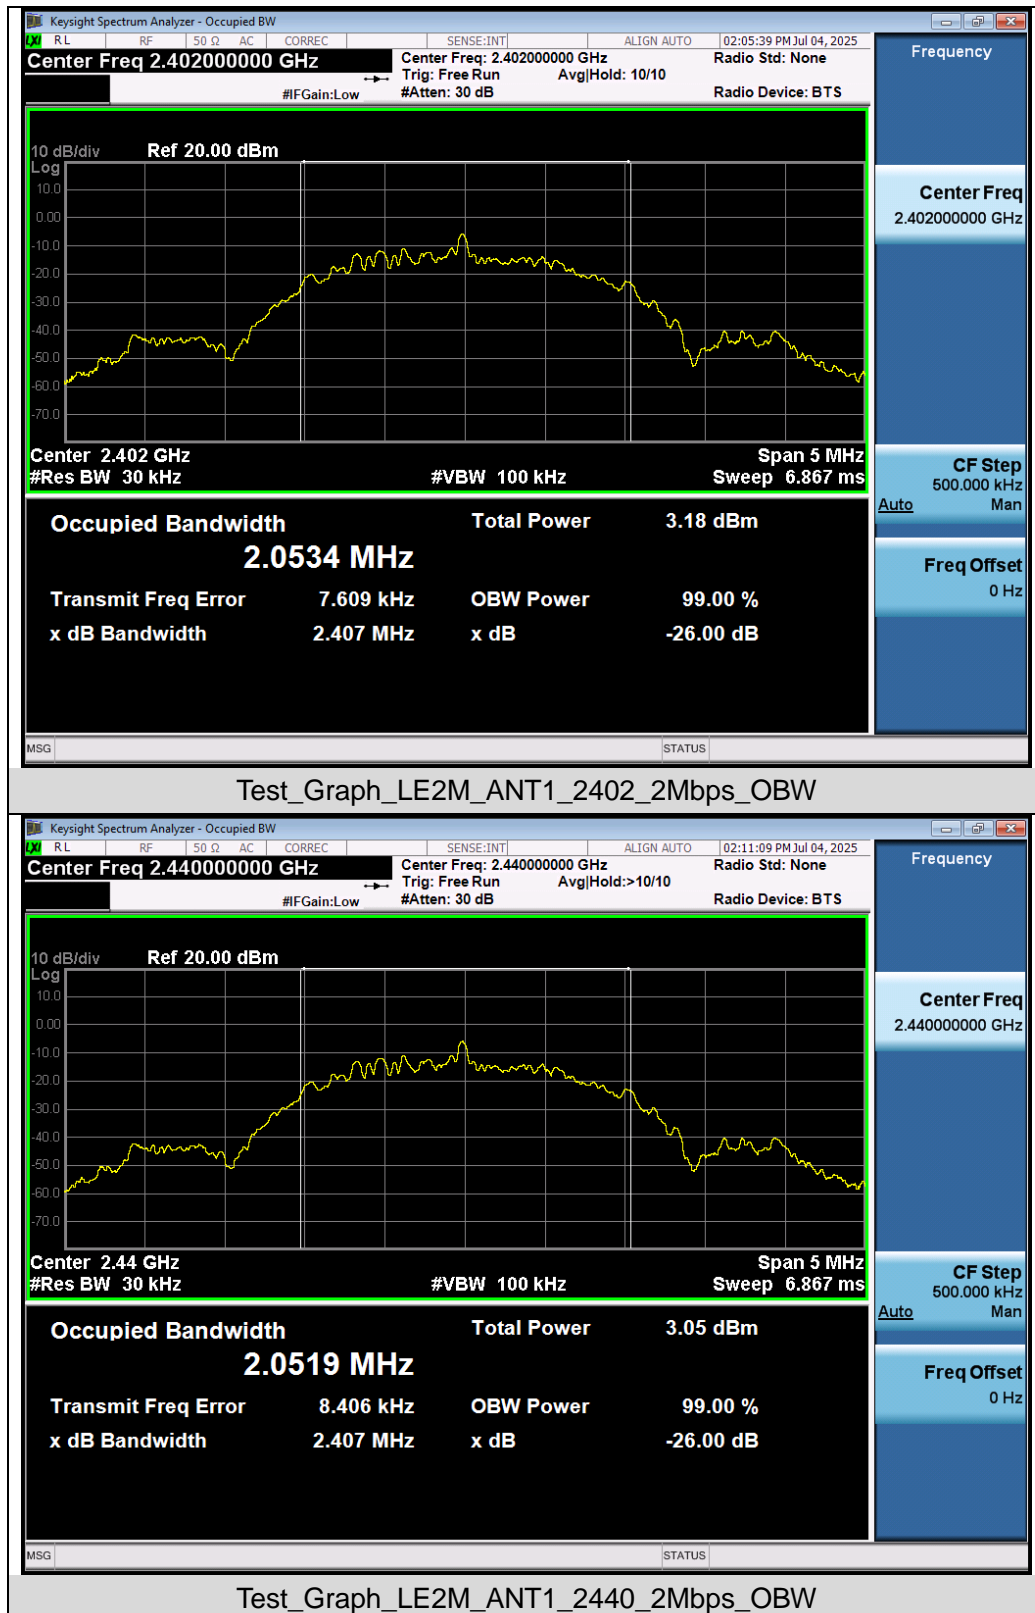 Keysight Spectrum Analyzer - Occupied BW
LXI RL RF 50 Ω AC CORREC SENSE:INT ALIGN AUTO 02:05:39 PM Jul 04, 2025
Center Freq 2.402000000 GHz
Center Freq: 2.402000000 GHz
Radio Std: None
Trig: Free Run Avg|Hold: 10/10
#IFGain:Low
#Atten: 30 dB
Radio Device: BTS
Frequency
10 dB/div Ref 20.00 dBm
Log
10.0
0.00
-10.0
-20.0
-30.0
-40.0
-50.0
-60.0
-70.0
Center 2.402 GHz Span 5 MHz
#Res BW 30 kHz #VBW 100 kHz Sweep 6.867 ms
Center Freq
2.402000000 GHz
CF Step
500.000 kHz
Auto Man
Freq Offset
0 Hz
Occupied Bandwidth Total Power 3.18 dBm
2.0534 MHz
Transmit Freq Error 7.609 kHz OBW Power 99.00 %
x dB Bandwidth 2.407 MHz x dB -26.00 dB
MSG STATUS
Test_Graph_LE2M_ANT1_2402_2Mbps_OBW
Keysight Spectrum Analyzer - Occupied BW
LXI RL RF 50 Ω AC CORREC SENSE:INT ALIGN AUTO 02:11:09 PM Jul 04, 2025
Center Freq 2.440000000 GHz
Center Freq: 2.440000000 GHz
Radio Std: None
Trig: Free Run Avg|Hold:>10/10
#IFGain:Low
#Atten: 30 dB
Radio Device: BTS
Frequency
10 dB/div Ref 20.00 dBm
Log
10.0
0.00
-10.0
-20.0
-30.0
-40.0
-50.0
-60.0
-70.0
Center 2.44 GHz Span 5 MHz
#Res BW 30 kHz #VBW 100 kHz Sweep 6.867 ms
Center Freq
2.440000000 GHz
CF Step
500.000 kHz
Auto Man
Freq Offset
0 Hz
Occupied Bandwidth Total Power 3.05 dBm
2.0519 MHz
Transmit Freq Error 8.406 kHz OBW Power 99.00 %
x dB Bandwidth 2.407 MHz x dB -26.00 dB
MSG STATUS
Test_Graph_LE2M_ANT1_2440_2Mbps_OBW